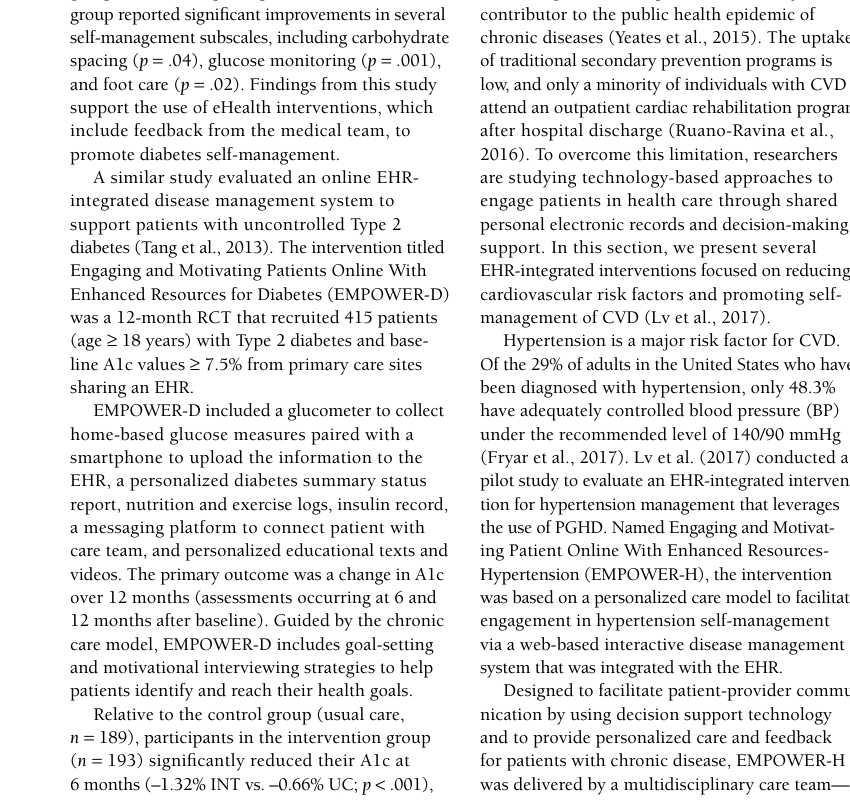 group reported significant improvements in several
self-management subscales, including carbohydrate
spacing (p = .04), glucose monitoring (p = .001),
and foot care (p = .02). Findings from this study
support the use of eHealth interventions, which
include feedback from the medical team, to
promote diabetes self-management.
A similar study evaluated an online EHR-
integrated disease management system to
support patients with uncontrolled Type 2
diabetes (Tang et al., 2013). The intervention titled
Engaging and Motivating Patients Online With
Enhanced Resources for Diabetes (EMPOWER-D)
was a 12-month RCT that recruited 415 patients
(age ≥ 18 years) with Type 2 diabetes and base-
line A1c values ≥ 7.5% from primary care sites
sharing an EHR.
EMPOWER-D included a glucometer to collect
home-based glucose measures paired with a
smartphone to upload the information to the
EHR, a personalized diabetes summary status
report, nutrition and exercise logs, insulin record,
a messaging platform to connect patient with
care team, and personalized educational texts and
videos. The primary outcome was a change in A1c
over 12 months (assessments occurring at 6 and
12 months after baseline). Guided by the chronic
care model, EMPOWER-D includes goal-setting
and motivational interviewing strategies to help
patients identify and reach their health goals.
Relative to the control group (usual care,
n = 189), participants in the intervention group
(n = 193) significantly reduced their A1c at
6 months (–1.32% INT vs. –0.66% UC; p < .001),
contributor to the public health epidemic of
chronic diseases (Yeates et al., 2015). The uptake
of traditional secondary prevention programs is
low, and only a minority of individuals with CVD
attend an outpatient cardiac rehabilitation program
after hospital discharge (Ruano-Ravina et al.,
2016). To overcome this limitation, researchers
are studying technology-based approaches to
engage patients in health care through shared
personal electronic records and decision-making
support. In this section, we present several
EHR-integrated interventions focused on reducing
cardiovascular risk factors and promoting self-
management of CVD (Lv et al., 2017).
Hypertension is a major risk factor for CVD.
Of the 29% of adults in the United States who have
been diagnosed with hypertension, only 48.3%
have adequately controlled blood pressure (BP)
under the recommended level of 140/90 mmHg
(Fryar et al., 2017). Lv et al. (2017) conducted a
pilot study to evaluate an EHR-integrated interven
tion for hypertension management that leverages
the use of PGHD. Named Engaging and Motivat-
ing Patient Online With Enhanced Resources-
Hypertension (EMPOWER-H), the intervention
was based on a personalized care model to facilitat
engagement in hypertension self-management
via a web-based interactive disease management
system that was integrated with the EHR.
Designed to facilitate patient-provider commu
nication by using decision support technology
and to provide personalized care and feedback
for patients with chronic disease, EMPOWER-H
was delivered by a multidisciplinary care team—